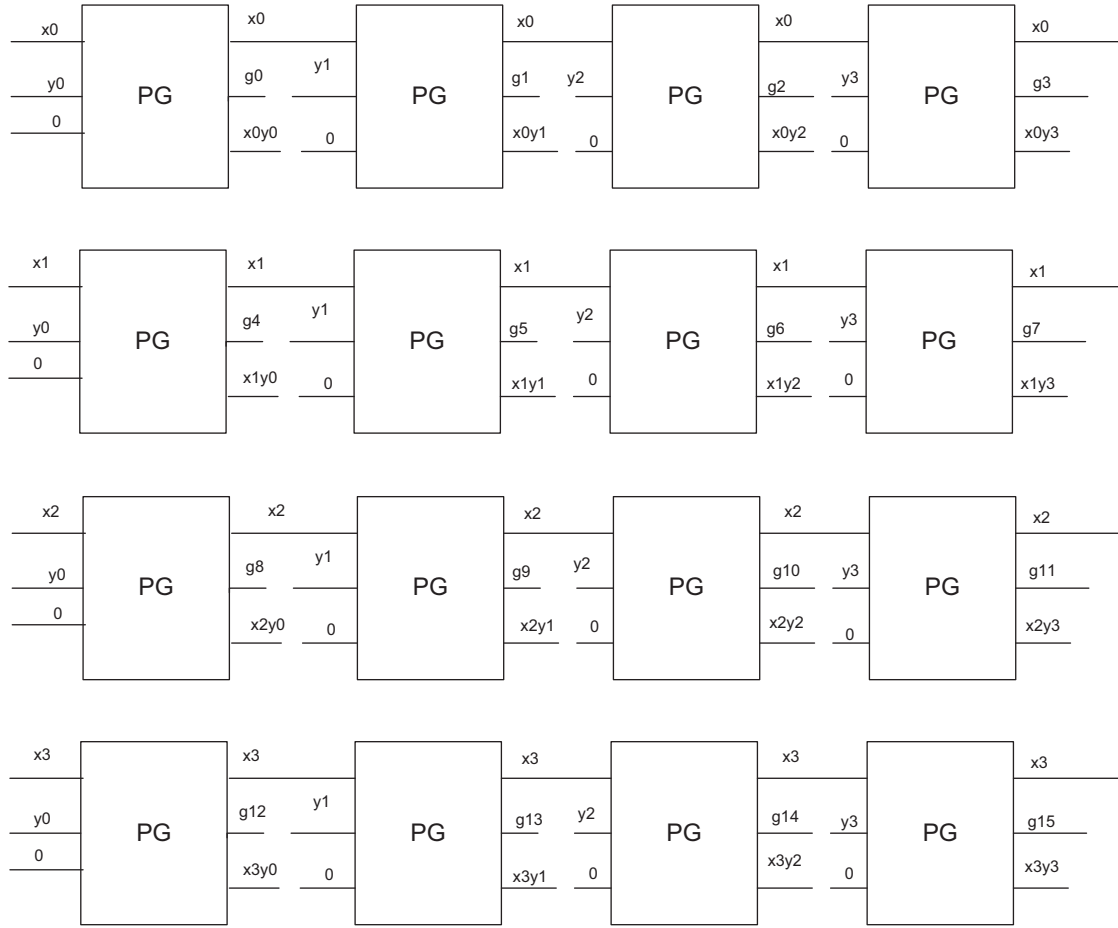 x0 x0 x0 x0 x0
y0 PG g0 y1 PG g1 y2 PG g2 y3 PG g3
0 x0y0 0 x0y1 0 x0y2 0 x0y3
x1 x1 x1 x1 x1
y0 PG g4 y1 PG g5 y2 PG g6 y3 PG g7
0 x1y0 0 x1y1 0 x1y2 0 x1y3
x2 x2 x2 x2 x2
y0 PG g8 y1 PG g9 y2 PG g10 y3 PG g11
0 x2y0 0 x2y1 0 x2y2 0 x2y3
x3 x3 x3 x3 x3
y0 PG g12 y1 PG g13 y2 PG g14 y3 PG g15
0 x3y0 0 x3y1 0 x3y2 0 x3y3